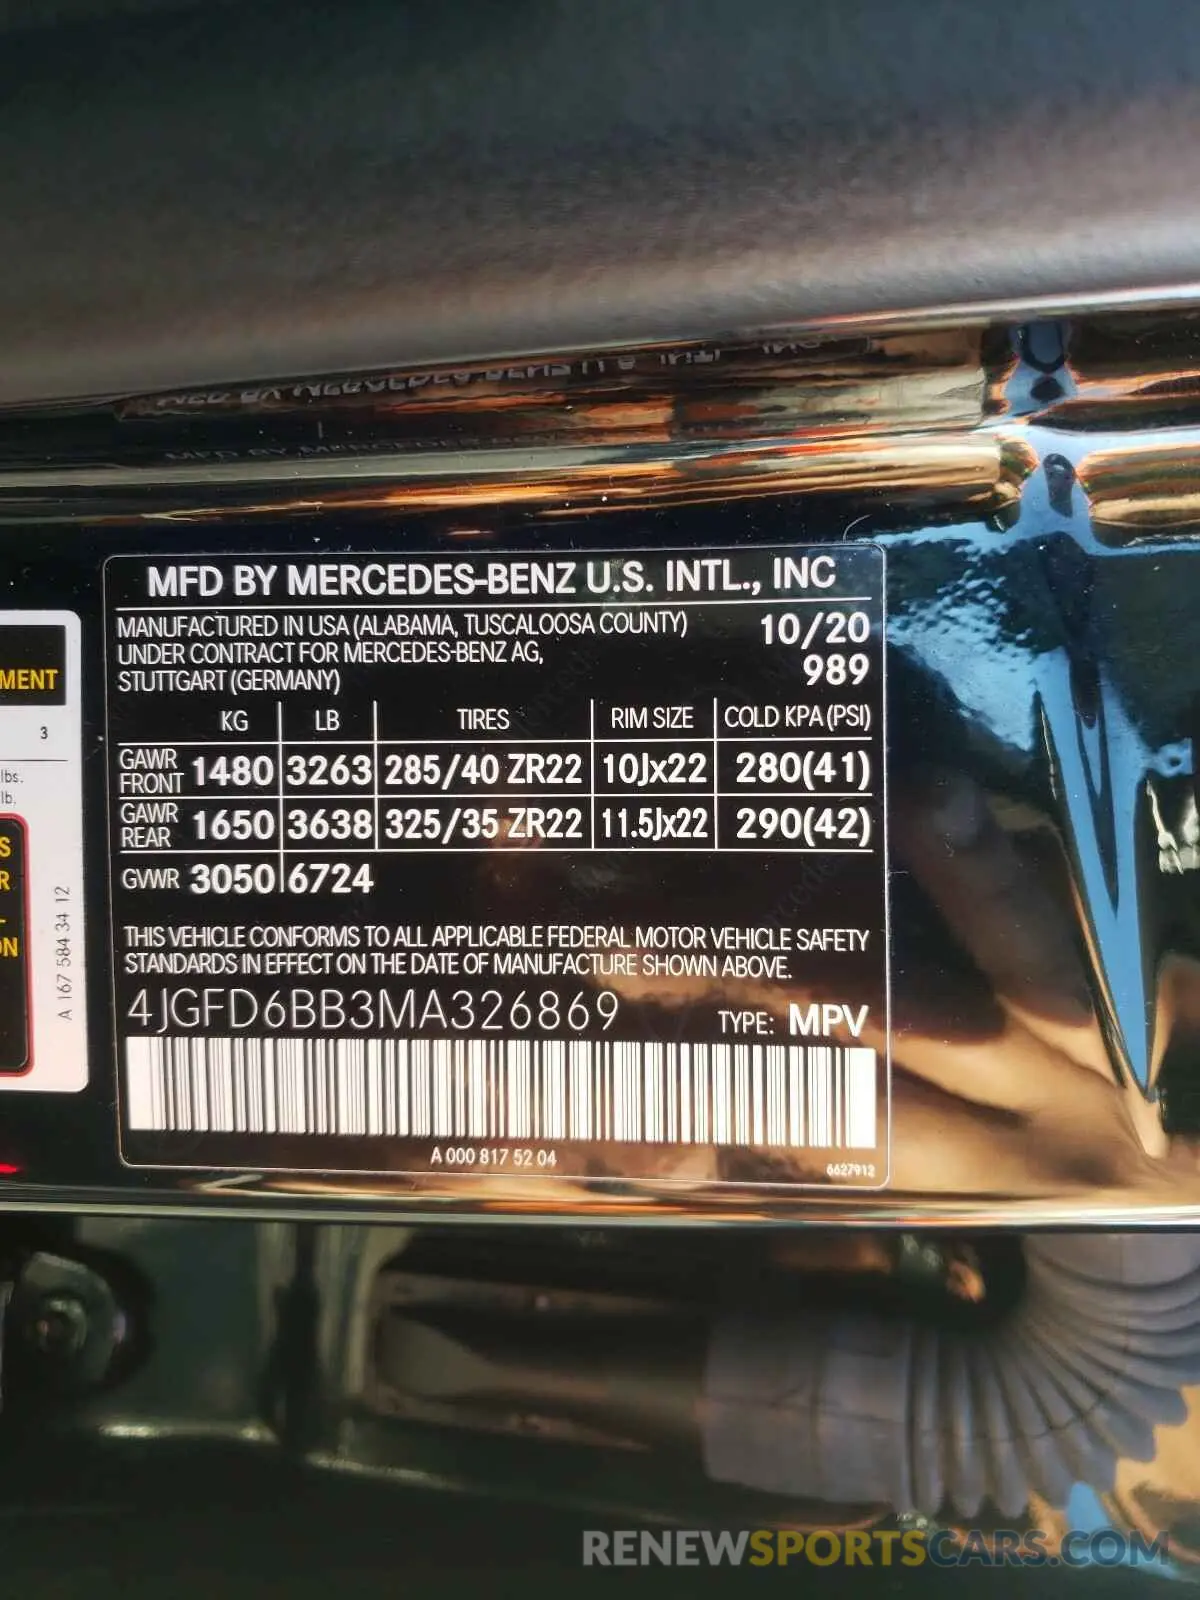 MFD BY MERCEDES-BENZ U.S. INTL., INC
MANUFACTURED IN USA (ALABAMA, TUSCALOOSA COUNTY) 10/20
UNDER CONTRACT FOR MERCEDES-BENZ AG, 989
STUTTGART (GERMANY)
KG LB TIRES RIM SIZE COLD KPA (PSI)
GAWR FRONT 1480 3263 285/40 ZR22 10Jx22 280(41)
GAWR REAR 1650 3638 325/35 ZR22 11.5Jx22 290(42)
GVWR 3050 6724
THIS VEHICLE CONFORMS TO ALL APPLICABLE FEDERAL MOTOR VEHICLE SAFETY
STANDARDS IN EFFECT ON THE DATE OF MANUFACTURE SHOWN ABOVE.
4JGFD6BB3MA326869 TYPE: MPV
A 000 817 52 04
6627912
MENT
3
lbs.
lb.
S
R
ON
A 167 584 34 12
RENEWSPORTSCARS.COM